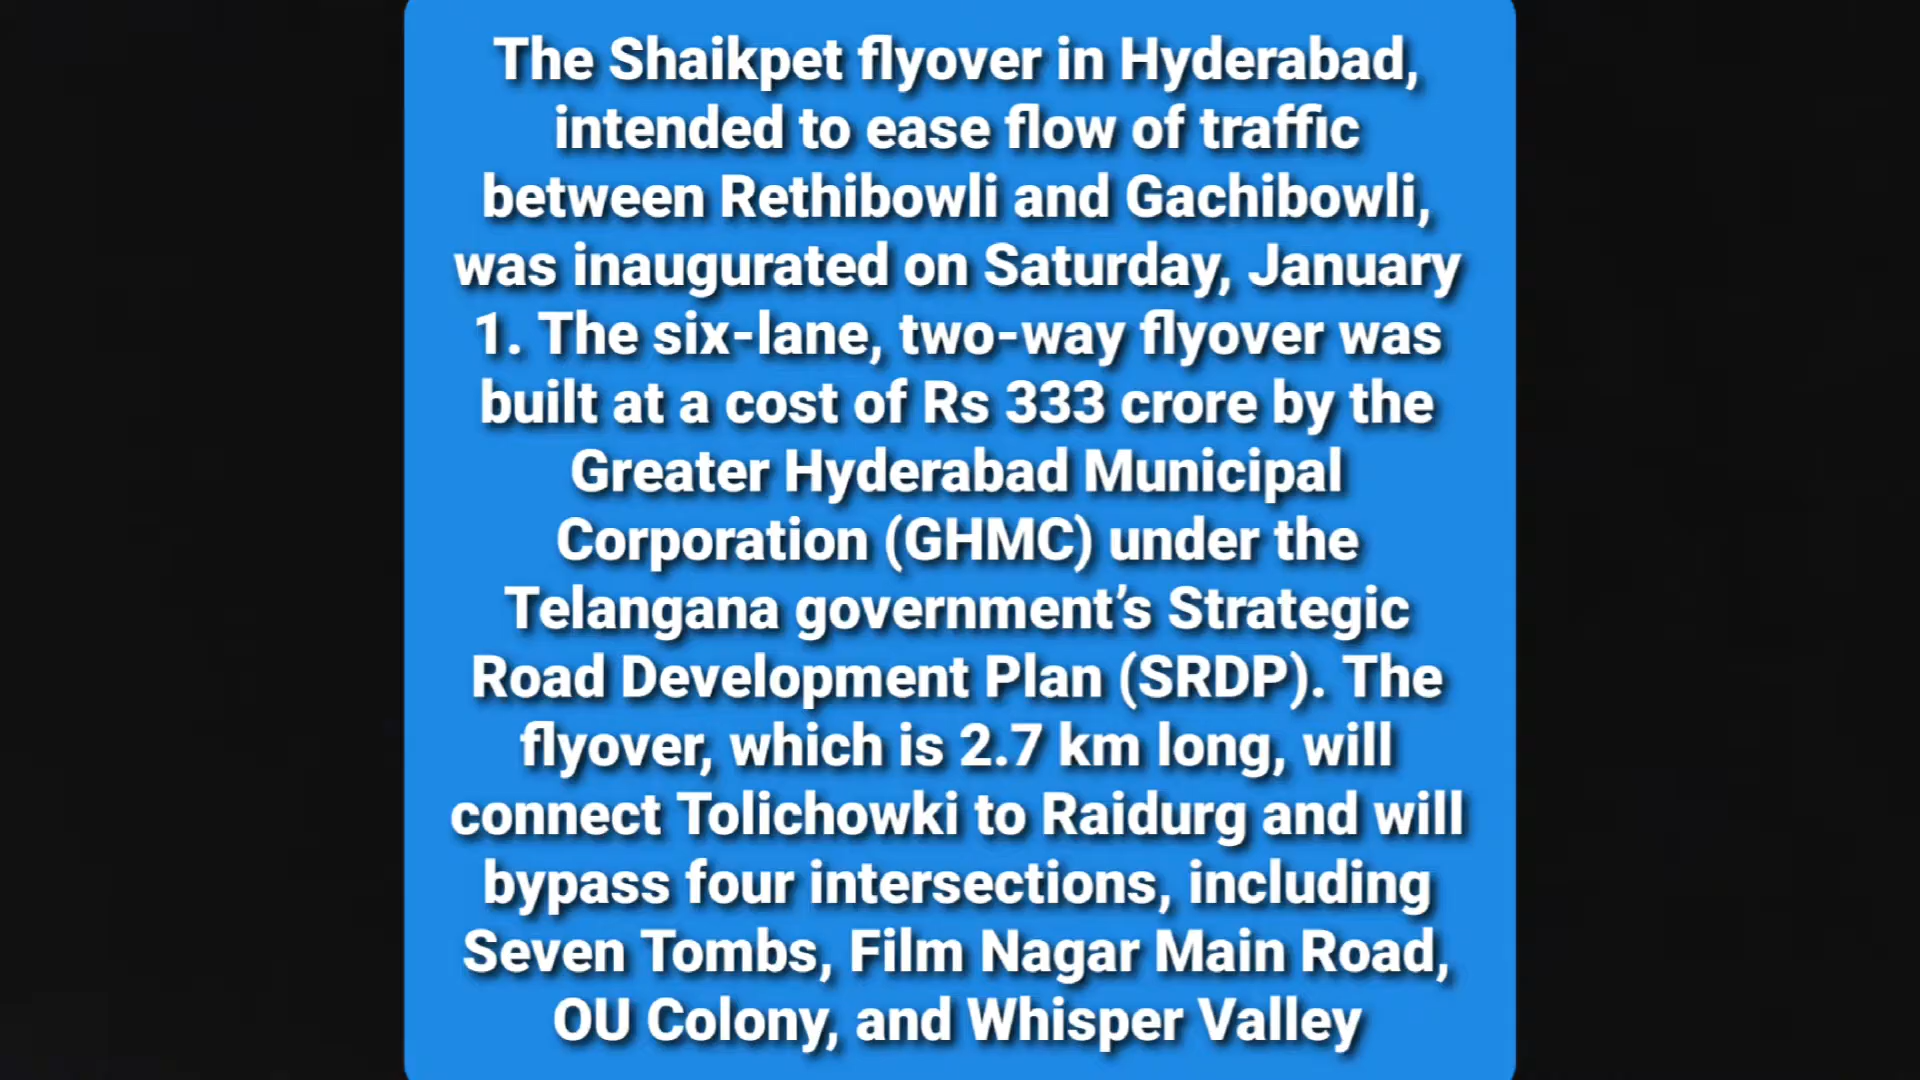 The Shaikpet flyover in Hyderabad,
intended to ease flow of traffic
between Rethibowli and Gachibowli,
was inaugurated on Saturday, January
1. The six-lane, two-way flyover was
built at a cost of Rs 333 crore by the
Greater Hyderabad Municipal
Corporation (GHMC) under the
Telangana government’s Strategic
Road Development Plan (SRDP). The
flyover, which is 2.7 km long, will
connect Tolichowki to Raidurg and will
bypass four intersections, including
Seven Tombs, Film Nagar Main Road,
OU Colony, and Whisper Valley